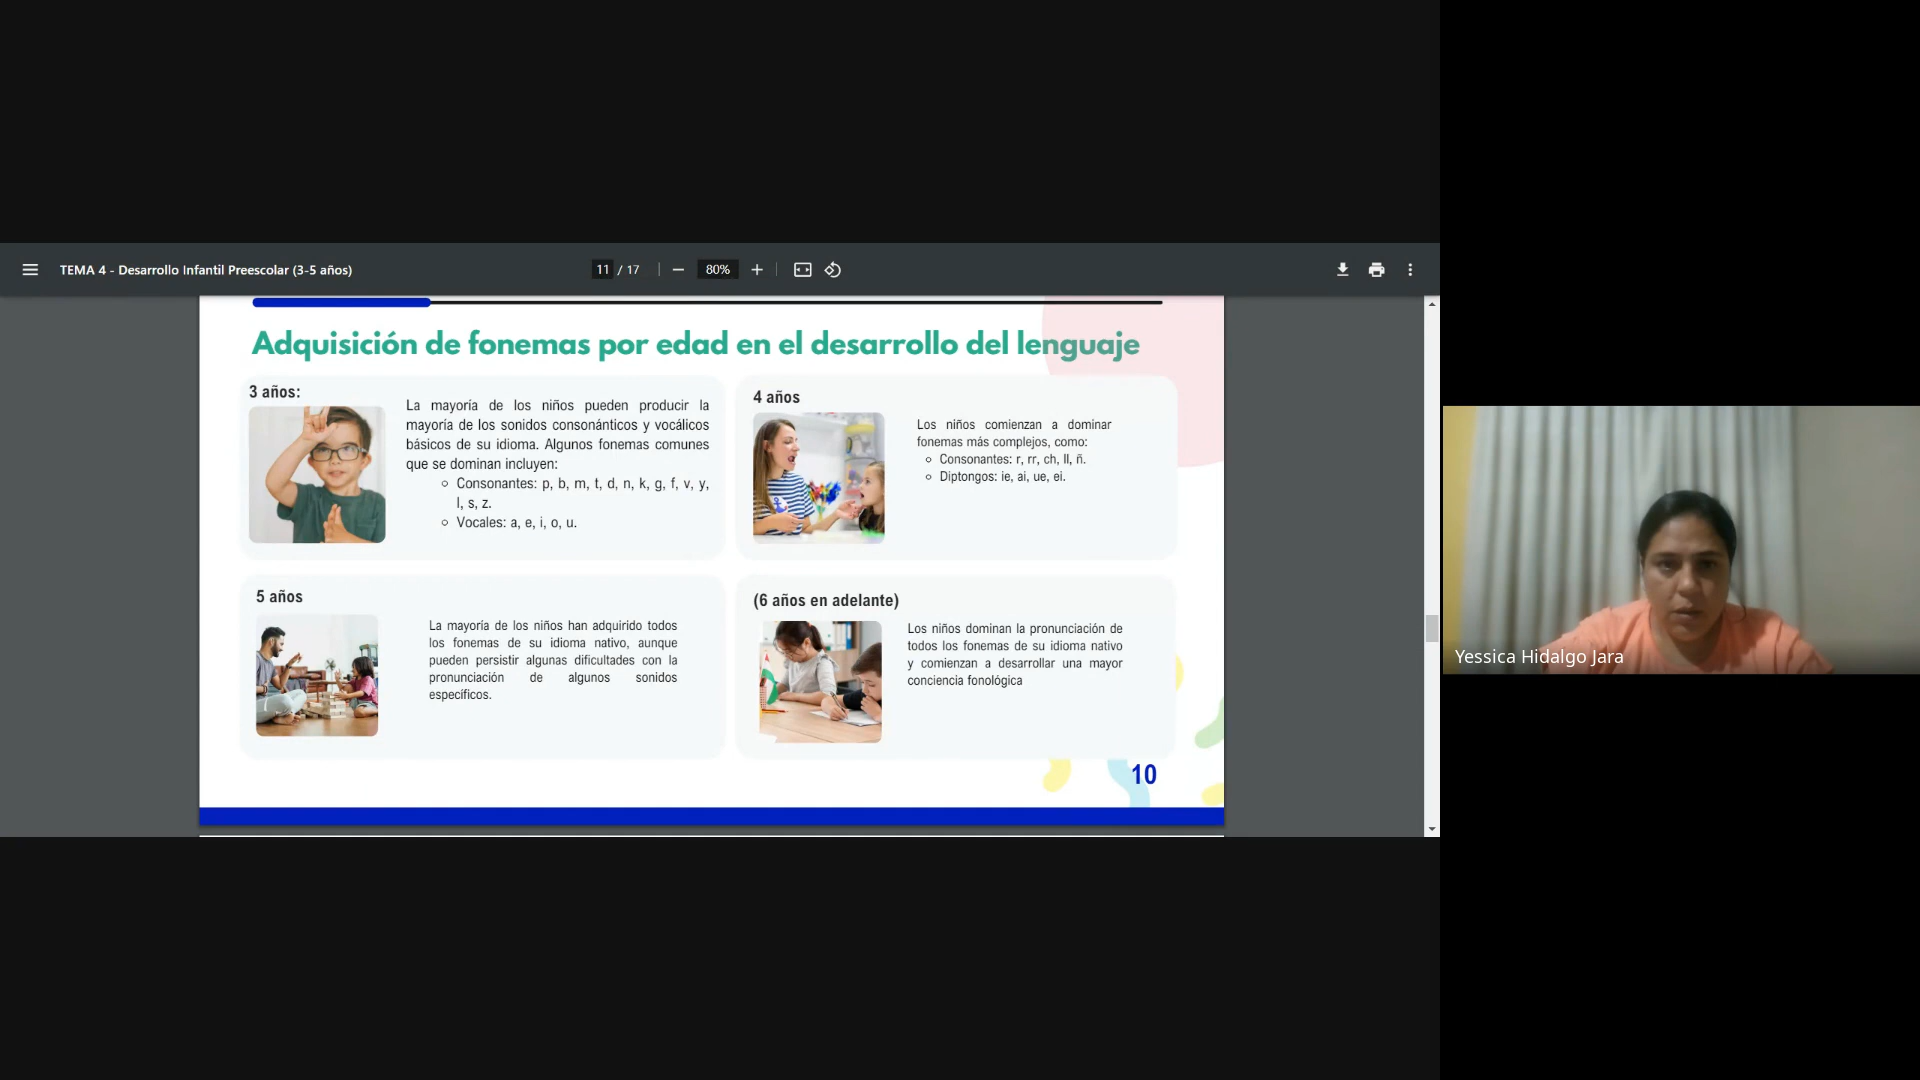 TEMA 4 - Desarrollo Infantil Preescolar (3-5 años)
11 / 17
80%
Adquisición de fonemas por edad en el desarrollo del lenguaje
3 años:
La mayoría de los niños pueden producir la
mayoría de los sonidos consonánticos y vocálicos
básicos de su idioma. Algunos fonemas comunes
que se dominan incluyen:
Consonantes: p, b, m, t, d, n, k, g, f, v, y,
l, s, z.
Vocales: a, e, i, o, u.
4 años
Los niños comienzan a dominar
fonemas más complejos, como:
Consonantes: r, rr, ch, ll, ñ.
Diptongos: ie, ai, ue, ei.
5 años
La mayoría de los niños han adquirido todos
los fonemas de su idioma nativo, aunque
pueden persistir algunas dificultades con la
pronunciación de algunos sonidos
específicos.
(6 años en adelante)
Los niños dominan la pronunciación de
todos los fonemas de su idioma nativo
y comienzan a desarrollar una mayor
conciencia fonológica
10
Yessica Hidalgo Jara